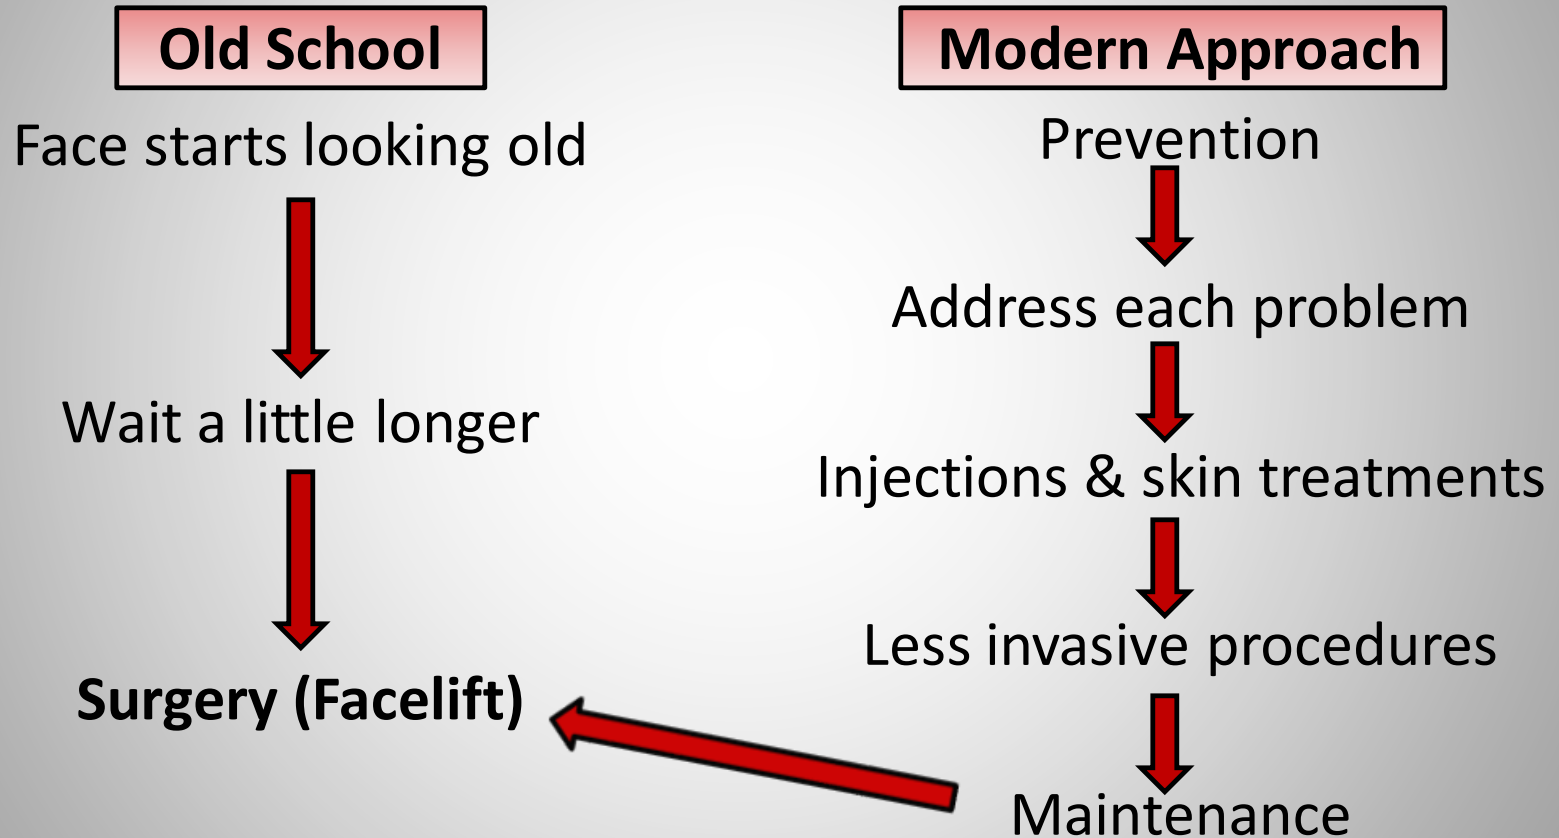 Old School
Face starts looking old
Wait a little longer
Surgery (Facelift)
Modern Approach
Prevention
Address each problem
Injections & skin treatments
Less invasive procedures
Maintenance